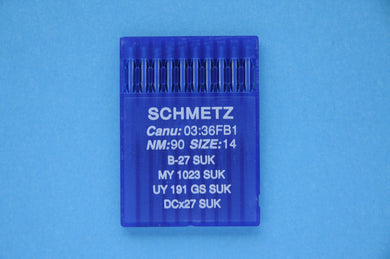 SCHMETZ
Canu: 03:36FB1
NM:90 SIZE:14
B-27 SUK
MY 1023 SUK
UY 191 GS SUK
DCx27 SUK